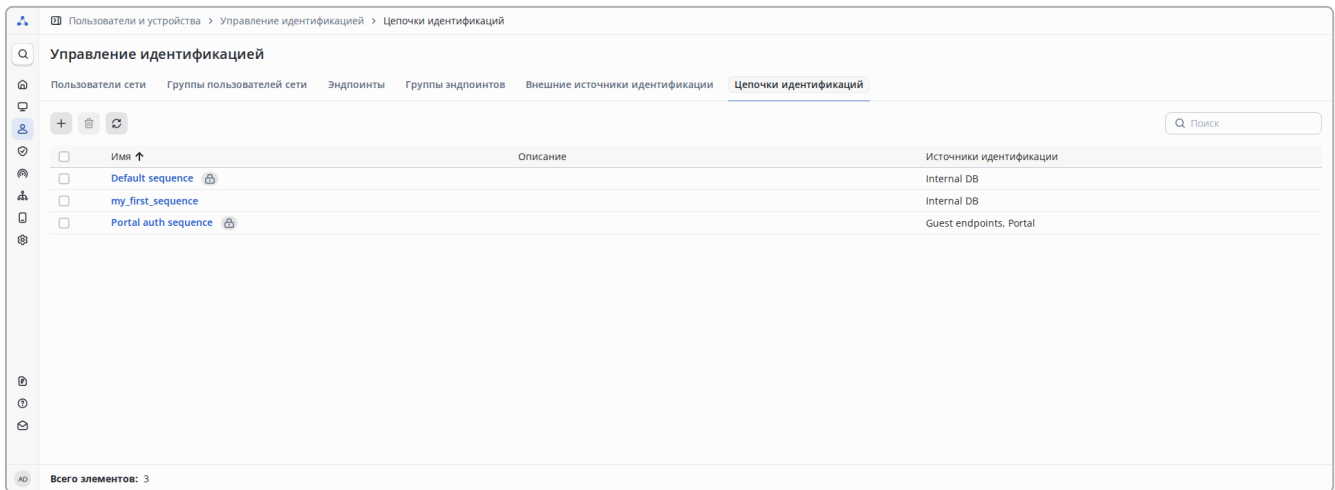 Пользователи и устройства > Управление идентификацией > Цепочки идентификаций
Управление идентификацией
Пользователи сети Группы пользователей сети Эндпоинты Группы эндпоинтов Внешние источники идентификации Цепочки идентификаций
Поиск
Имя Описание Источники идентификации
Default sequence Internal DB
my_first_sequence Internal DB
Portal auth sequence Guest endpoints, Portal
AD Всего элементов: 3